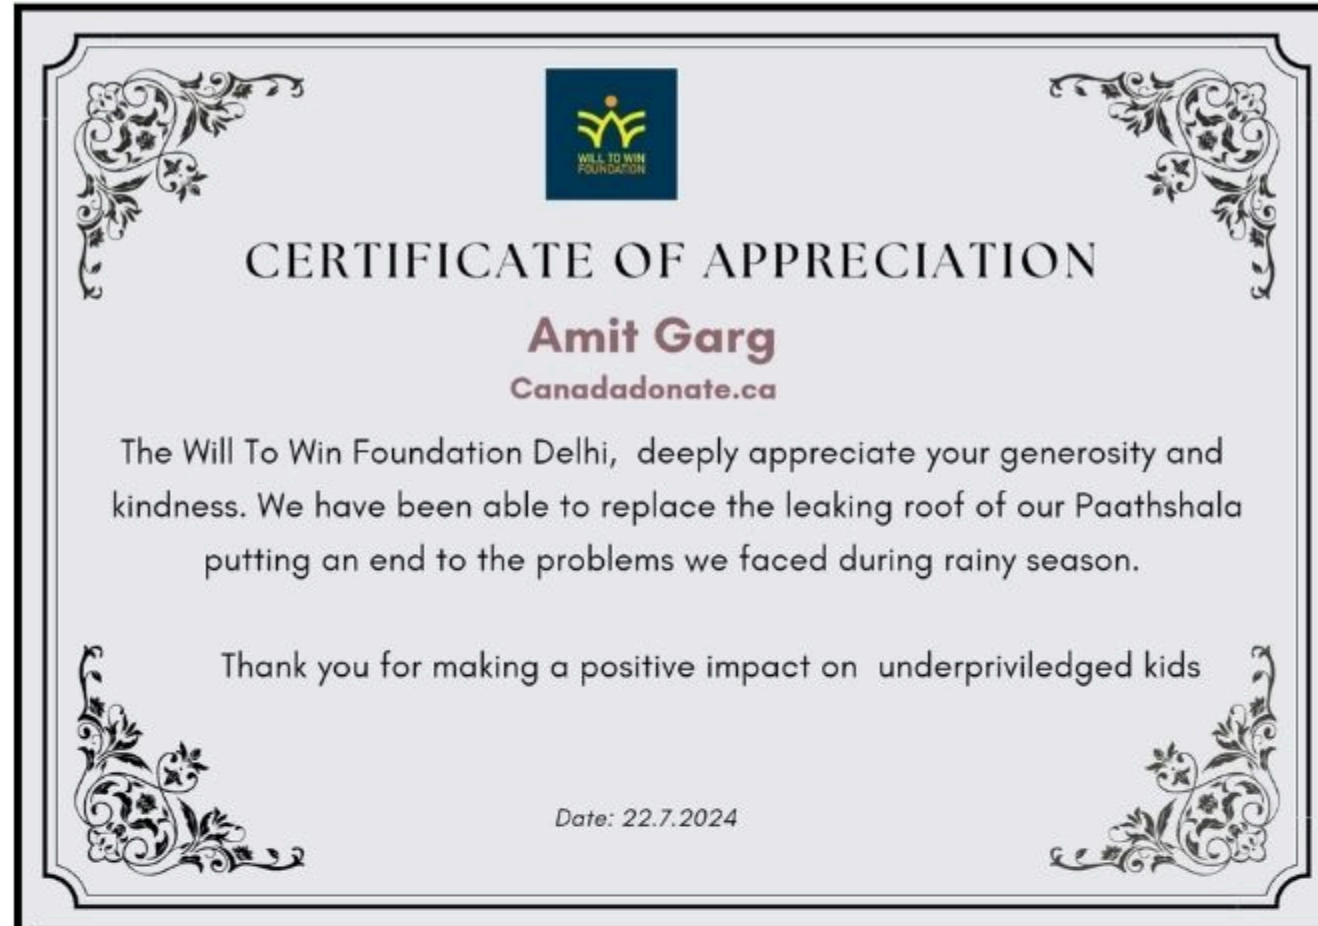 WILL TO WIN
FOUNDATION
CERTIFICATE OF APPRECIATION
Amit Garg
Canadadonate.ca
The Will To Win Foundation Delhi,  deeply appreciate your generosity and
kindness. We have been able to replace the leaking roof of our Paathshala
putting an end to the problems we faced during rainy season.
Thank you for making a positive impact on  underpriviledged kids
Date: 22.7.2024